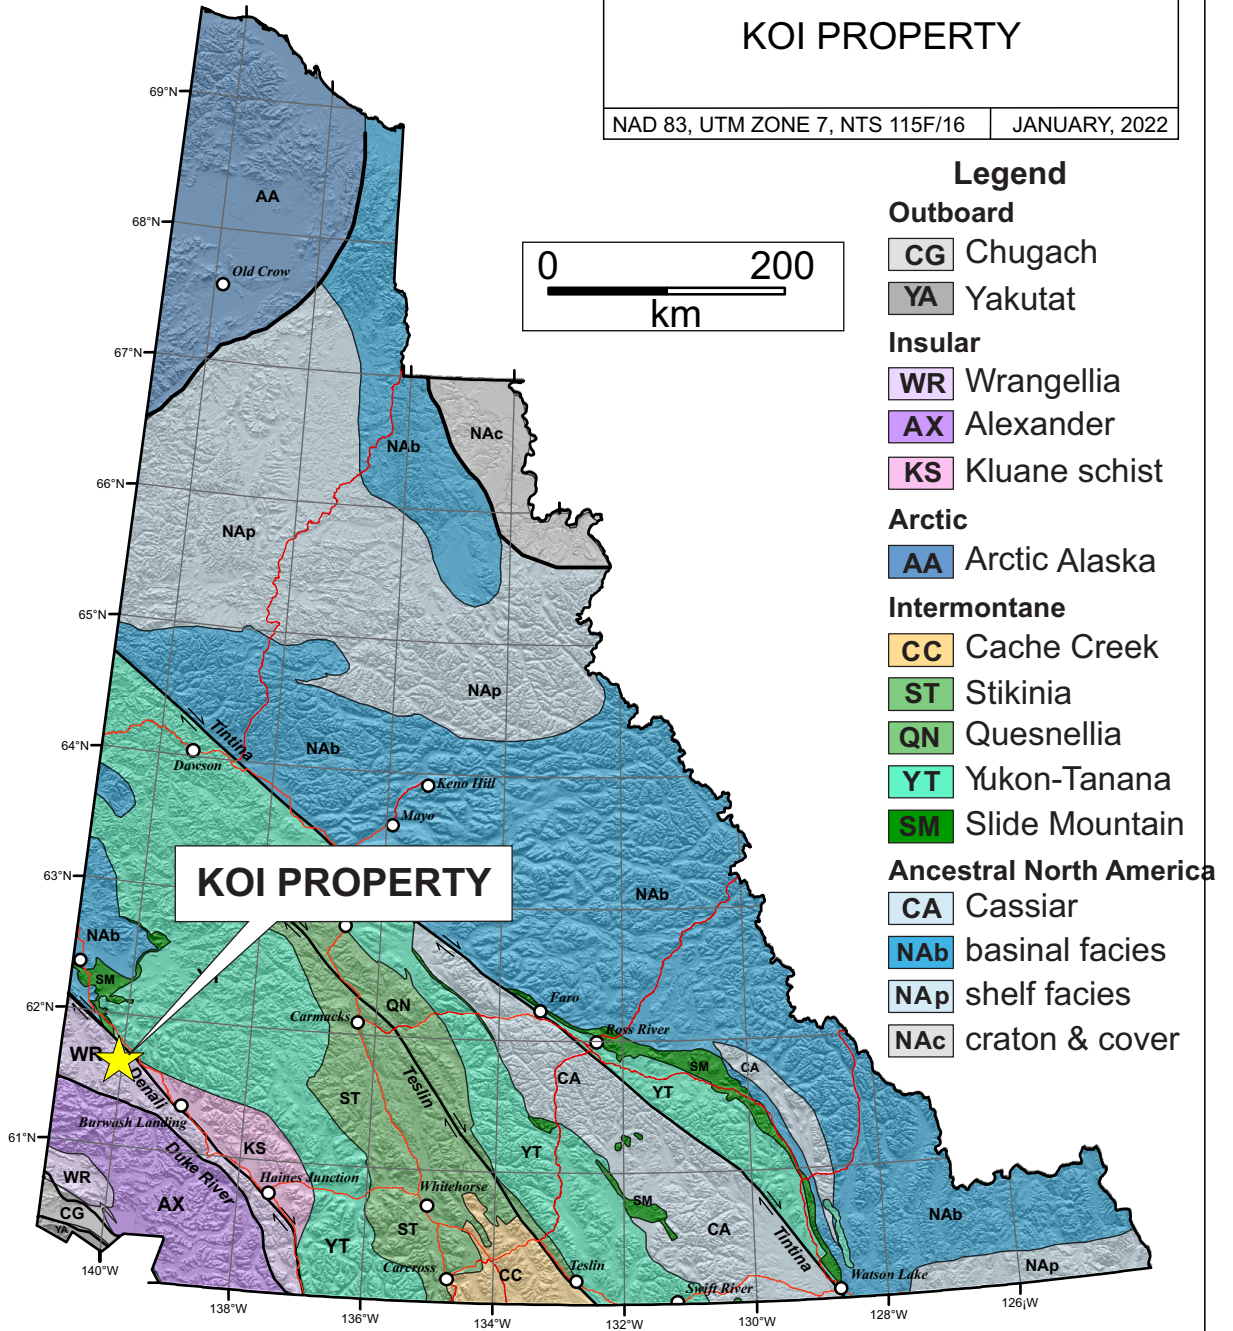 KOI PROPERTY
NAD 83, UTM ZONE 7, NTS 115F/16
JANUARY, 2022
Legend
Outboard
CG Chugach
YA Yakutat
Insular
WR Wrangellia
AX Alexander
KS Kluane schist
Arctic
AA Arctic Alaska
Intermontane
CC Cache Creek
ST Stikinia
QN Quesnellia
YT Yukon-Tanana
SM Slide Mountain
Ancestral North America
CA Cassiar
NAb basinal facies
NAp shelf facies
NAc craton & cover
0 200
km
69°N
AA
68°N
Old Crow
67°N
NAc
NAb
66°N
NAp
65°N
NAp
Tintina
64°N
NAb
Dawson
Keno Hill
Mayo
63°N
KOI PROPERTY
NAb
NAb
SM
62°N
QN
Faro
Carmacks
Ross River
WR
Denali
SM
CA
CA
Teslin
YT
ST
Burwash Landing
61°N
KS
Duke River
YT
WR
Haines Junction
Whitehorse
AX
SM
CG
YA
ST
CA
NAb
YT
Tintina
140°W
Carcross
CC
Teslin
Swift River
Watson Lake
NAp
138°W
136°W
134°W
132°W
130°W
128°W
126°W